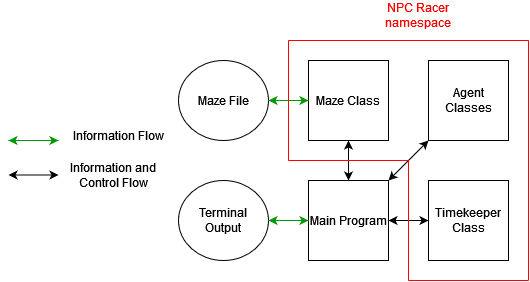 NPC Racer
namespace
Maze File
Maze Class
Agent
Classes
Information Flow
Information and
Control Flow
Terminal
Output
Main Program
Timekeeper
Class